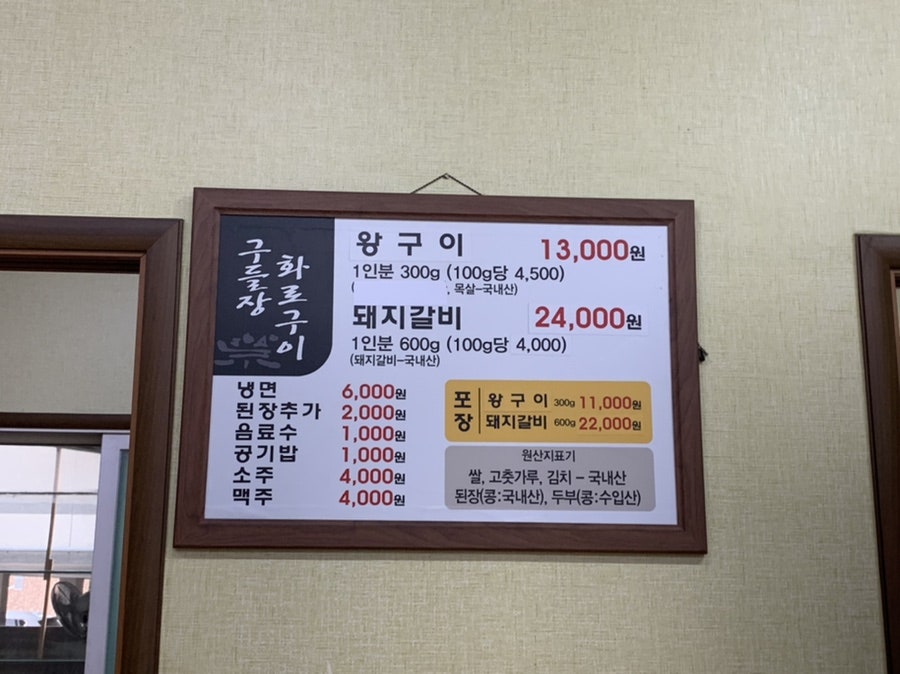 구들장
화로구이
왕구이 13,000원
1인분 300g (100g당 4,500)
( , 목살-국내산)
돼지갈비 24,000원
1인분 600g (100g당 4,000)
(돼지갈비-국내산)
냉면 6,000원
된장추가 2,000원
음료수 1,000원
공기밥 1,000원
소주 4,000원
맥주 4,000원
포장
왕구이 300g 11,000원
돼지갈비 600g 22,000원
원산지표기
쌀, 고춧가루, 김치 - 국내산
된장(콩:국내산), 두부(콩:수입산)